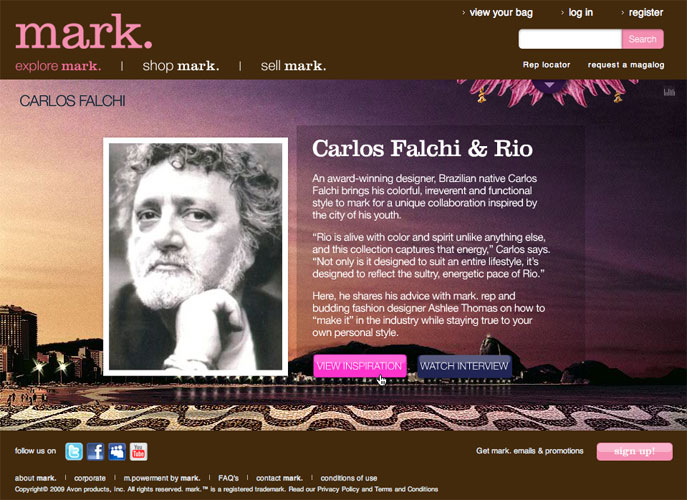 mark.
› view your bag
› log in
› register
Search
explore mark.
shop mark.
sell mark.
Rep locator
request a magalog
CARLOS FALCHI
Carlos Falchi & Rio
An award-winning designer, Brazilian native Carlos
Falchi brings his colorful, irreverent and functional
style to mark for a unique collaboration inspired by
the city of his youth.
“Rio is alive with color and spirit unlike anything else,
and this collection captures that energy,” Carlos says.
“Not only is it designed to suit an entire lifestyle, it’s
designed to reflect the sultry, energetic pace of Rio.”
Here, he shares his advice with mark. rep and
budding fashion designer Ashlee Thomas on how to
“make it” in the industry while staying true to your
own personal style.
VIEW INSPIRATION
WATCH INTERVIEW
follow us on
You Tube
Get mark. emails & promotions
sign up!
about mark. | corporate | m.powerment by mark. | FAQ's | contact mark. | conditions of use
Copyright© 2009 Avon products, Inc. All rights reserved. mark.™ is a registered trademark. Read our Privacy Policy and Terms and Conditions